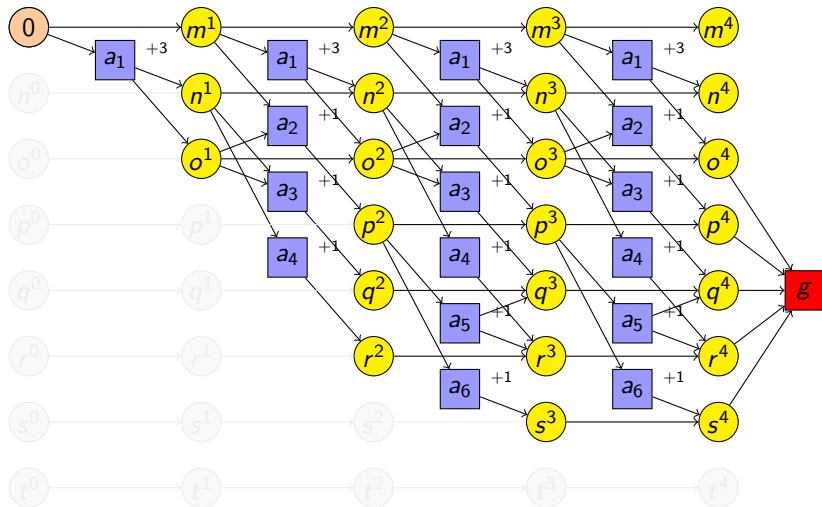 0 m¹ m² m³ m⁴
a₁ +3 a₁ +3 a₁ +3 a₁ +3
n⁰ n¹ n² n³ n⁴
a₂ +1 a₂ +1 a₂ +1
o⁰ o¹ o² o³ o⁴
a₃ +1 a₃ +1 a₃ +1
p⁰ p¹ p² p³ p⁴
a₄ +1 a₄ +1 a₄ +1
q⁰ q¹ q² q³ q⁴ g
a₅ +1 a₅ +1
r⁰ r¹ r² r³ r⁴
a₆ +1 a₆ +1
s⁰ s¹ s² s³ s⁴
t⁰ t¹ t² t³ t⁴